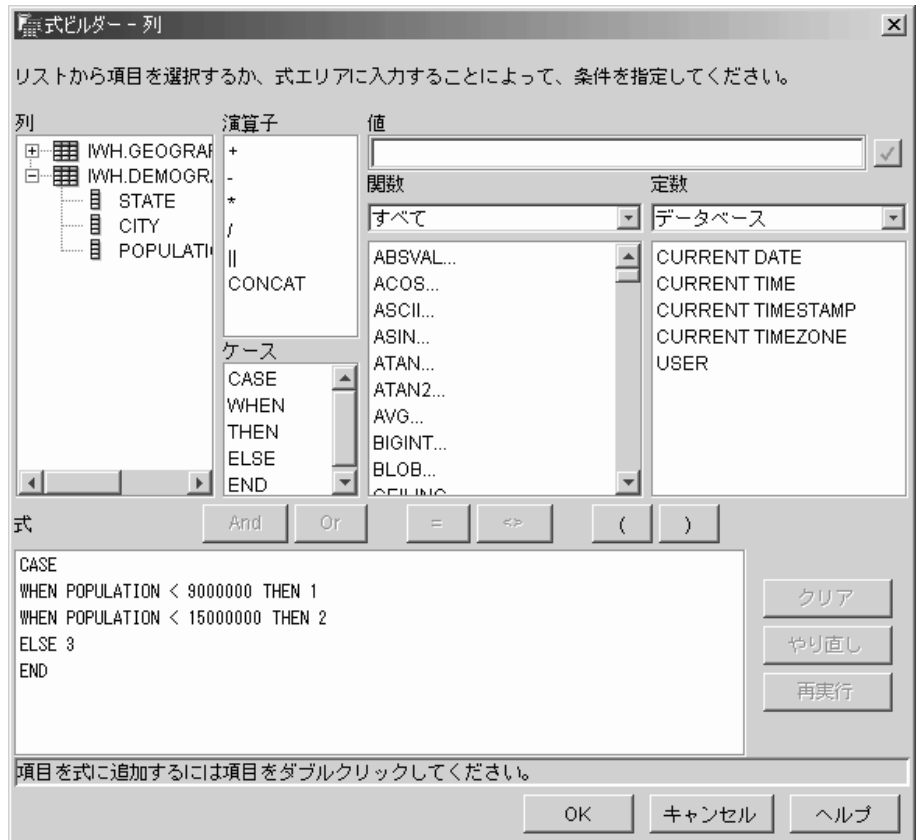 式ビルダー - 列
リストから項目を選択するか、式エリアに入力することによって、条件を指定してください。
列
IWH.GEOGRAF
IWH.DEMOGR
STATE
CITY
POPULATI
演算子
+
-
*
/
||
CONCAT
ケース
CASE
WHEN
THEN
ELSE
END
値
関数
すべて
ABSVAL...
ACOS...
ASCII...
ASIN...
ATAN...
ATAN2...
AVG...
BIGINT...
BLOB...
CEILING
定数
データベース
CURRENT DATE
CURRENT TIME
CURRENT TIMESTAMP
CURRENT TIMEZONE
USER
式
And
Or
=
<>
(
)
CASE
WHEN POPULATION < 9000000 THEN 1
WHEN POPULATION < 15000000 THEN 2
ELSE 3
END
クリア
やり直し
再実行
項目を式に追加するには項目をダブルクリックしてください。
OK
キャンセル
ヘルプ